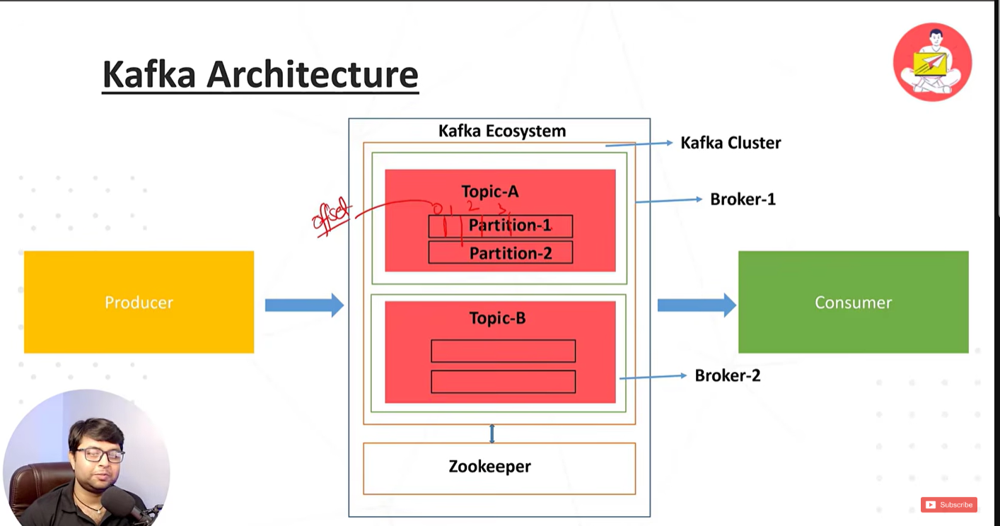 Kafka Architecture
Kafka Ecosystem
Kafka Cluster
Topic-A
Broker-1
offset
0 1 2 3
Partition-1
Partition-2
Producer
Consumer
Topic-B
Broker-2
Zookeeper
Subscribe